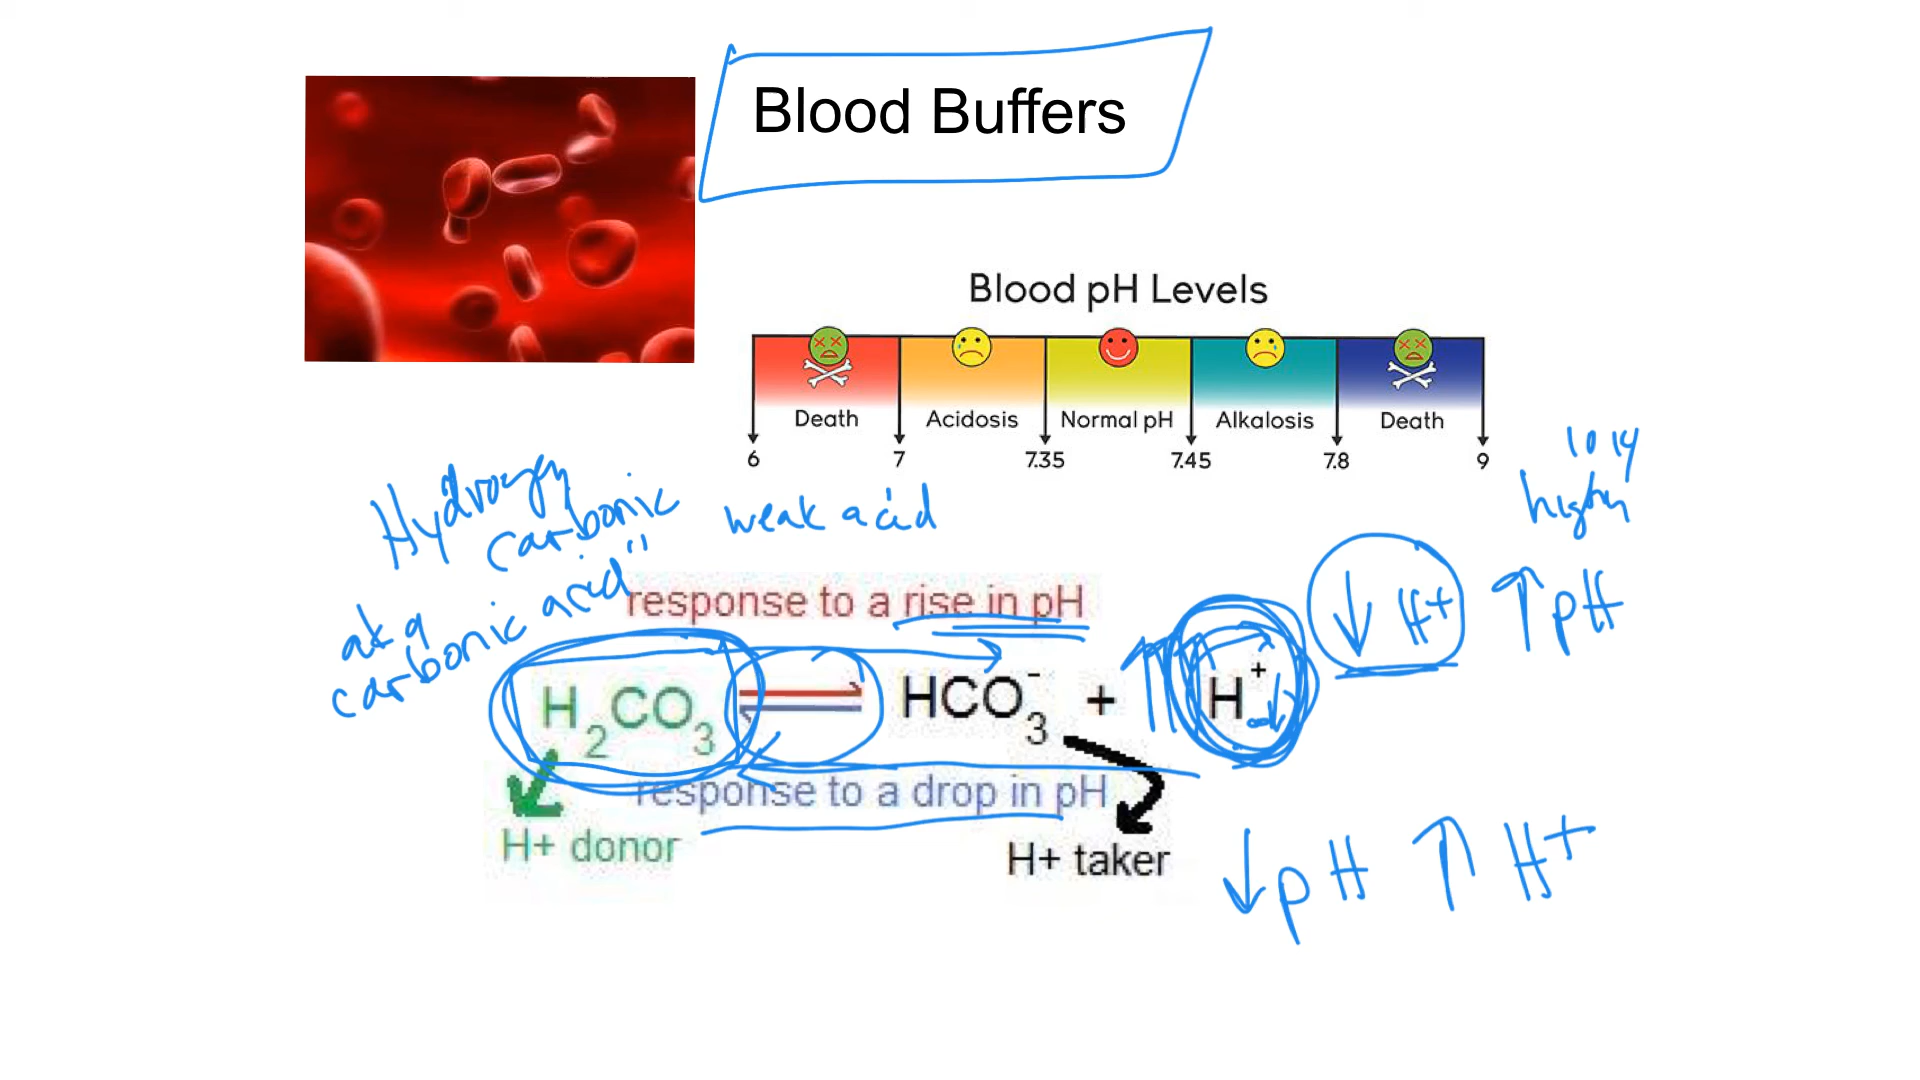 Blood Buffers
Blood pH Levels
Death Acidosis Normal pH Alkalosis Death
6 7 7.35 7.45 7.8 9
10 14
Hydrogen
carbonic
acid"
weak acid
aka
carbonic
response to a rise in pH
↓ H+ ↑ pH
H₂CO₃ ⇌ HCO₃⁻ + H⁺
response to a drop in pH
H+ donor
H+ taker
↓ pH ↑ H+